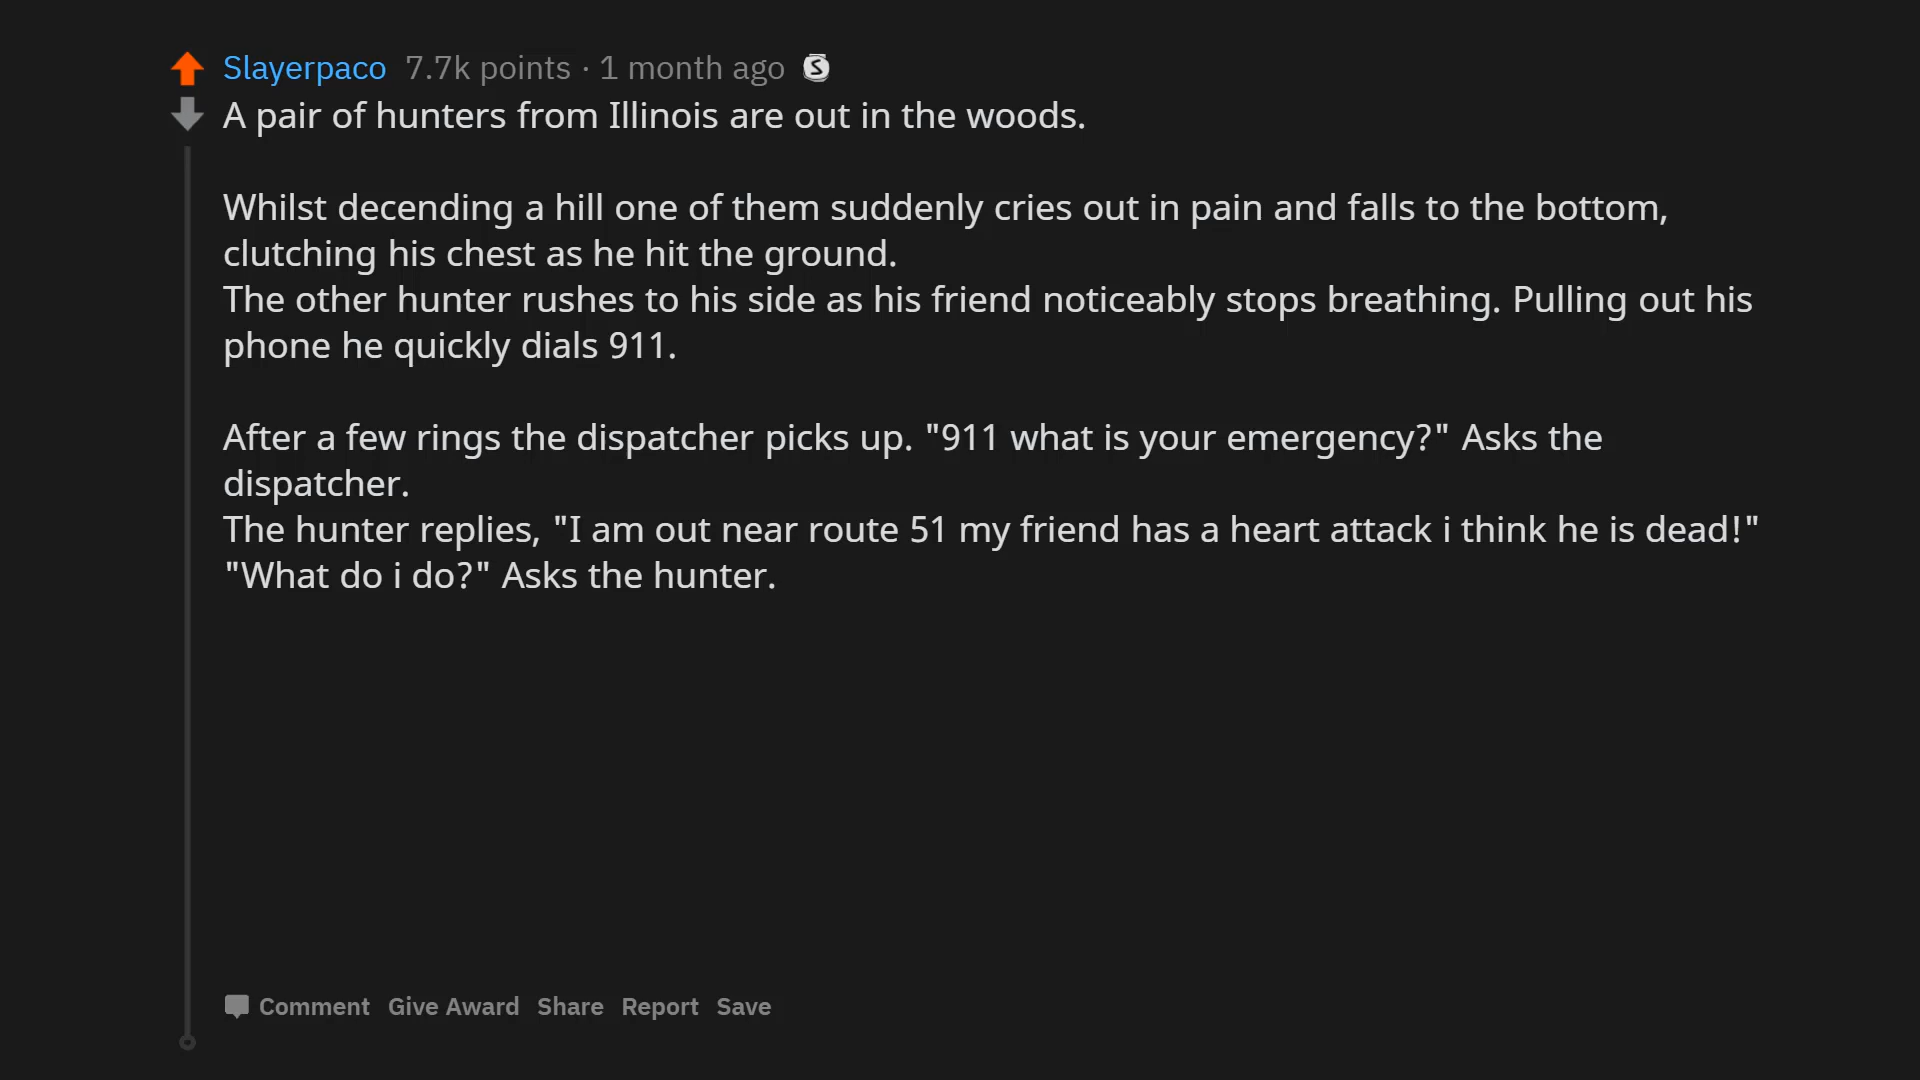 Slayerpaco 7.7k points · 1 month ago S
A pair of hunters from Illinois are out in the woods.
Whilst decending a hill one of them suddenly cries out in pain and falls to the bottom,
clutching his chest as he hit the ground.
The other hunter rushes to his side as his friend noticeably stops breathing. Pulling out his
phone he quickly dials 911.
After a few rings the dispatcher picks up. "911 what is your emergency?" Asks the
dispatcher.
The hunter replies, "I am out near route 51 my friend has a heart attack i think he is dead!"
"What do i do?" Asks the hunter.
Comment Give Award Share Report Save